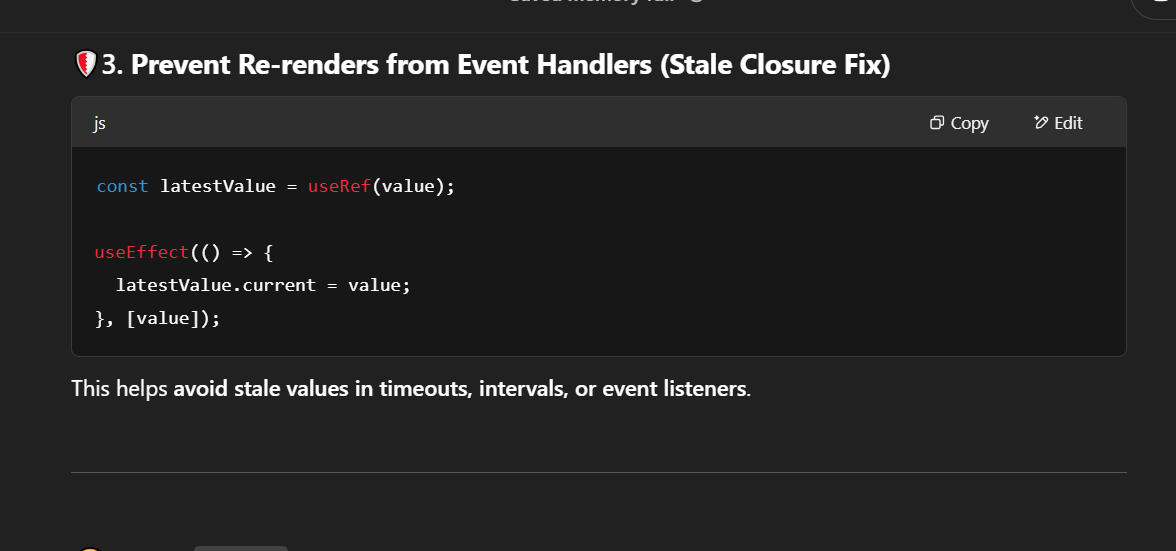 3. Prevent Re-renders from Event Handlers (Stale Closure Fix)
js
Copy
Edit
const latestValue = useRef(value);
useEffect(() => {
latestValue.current = value;
}, [value]);
This helps avoid stale values in timeouts, intervals, or event listeners.